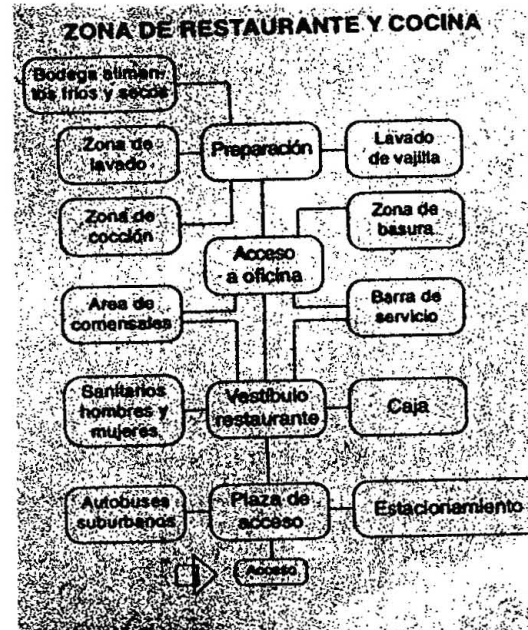 ZONA DE RESTAURANTE Y COCINA
Bodega alimen-
tos fríos y secos
Zona de
lavado
Preparación
Lavado
de vajilla
Zona de
cocción
Zona de
basura
Acceso
a oficina
Area de
comensales
Barra de
servicio
Sanitarios
hombres y
mujeres
Vestíbulo
restaurante
Caja
Autobuses
suburbanos
Plaza de
acceso
Estacionamiento
Acceso